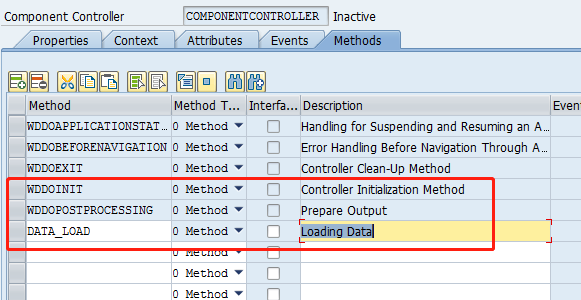 Component Controller COMPONENTCONTROLLER Inactive
Properties Context Attributes Events Methods
Method Method T... Interfa... Description Even
WDDOAPPLICATIONSTAT... 0 Method Handling for Suspending and Resuming an A...
WDDOBEFORENAVIGATION 0 Method Error Handling Before Navigation Through A...
WDDOEXIT 0 Method Controller Clean-Up Method
WDDOINIT 0 Method Controller Initialization Method
WDDOPOSTPROCESSING 0 Method Prepare Output
DATA_LOAD 0 Method Loading Data
0 Method
0 Method
0 Method